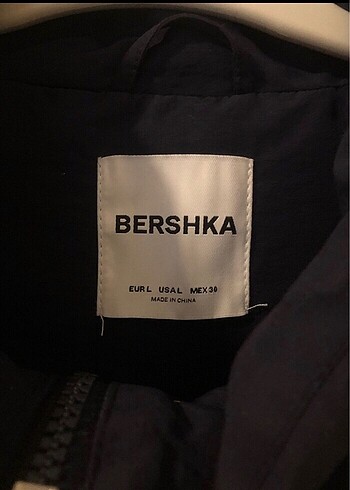 BERSHKA
EUR L USA L MEX 30
MADE IN CHINA